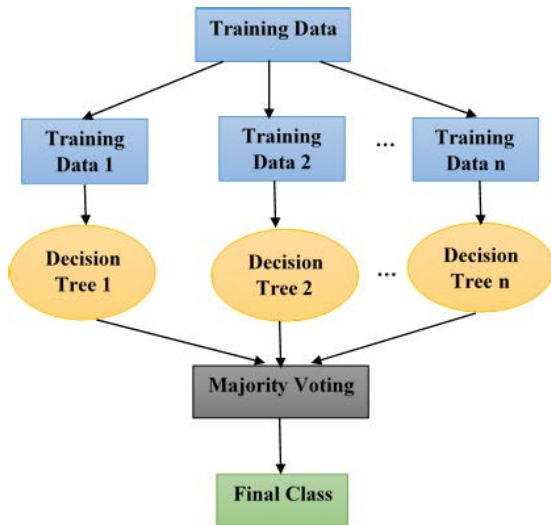 Training Data
Training
Data 1
Training
Data 2
...
Training
Data n
Decision
Tree 1
Decision
Tree 2
...
Decision
Tree n
Majority Voting
Final Class